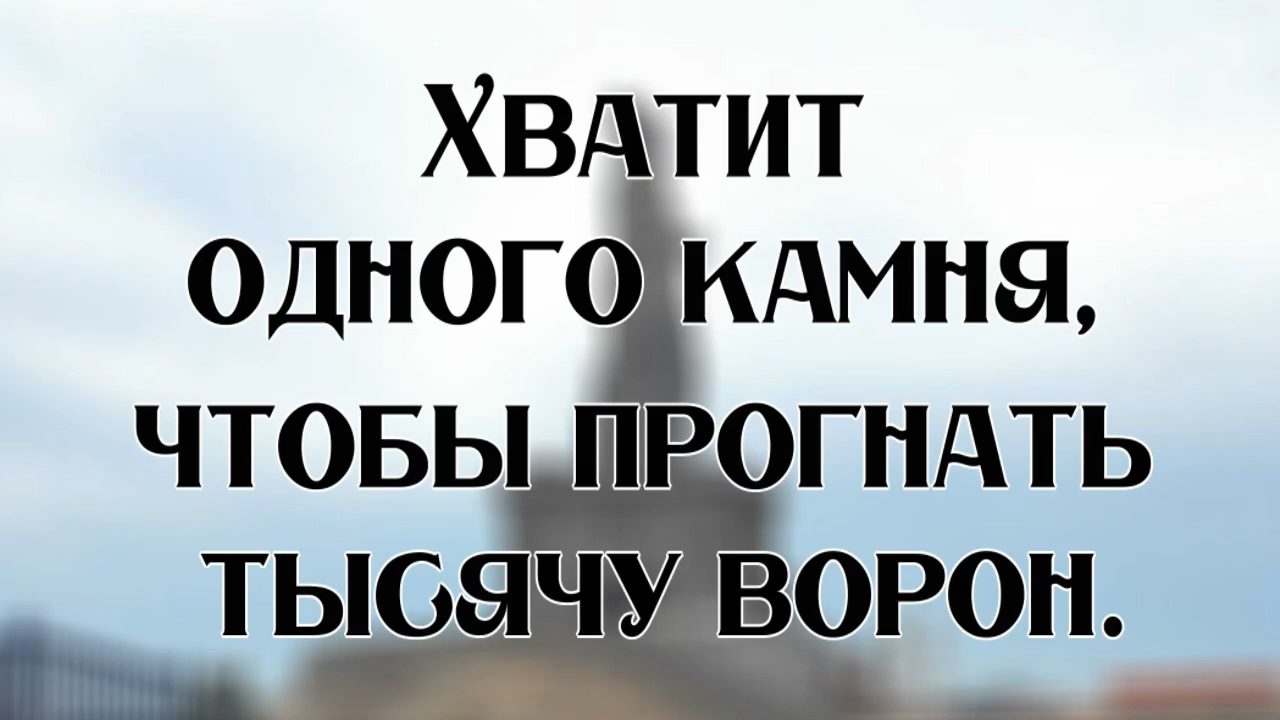 Хватит
одного камня,
чтобы прогнать
тысячу ворон.